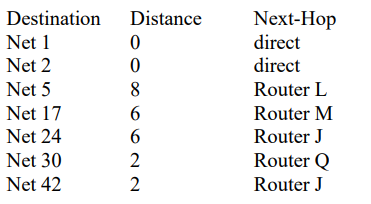 Destination Distance Next-Hop
Net 1 0 direct
Net 2 0 direct
Net 5 8 Router L
Net 17 6 Router M
Net 24 6 Router J
Net 30 2 Router Q
Net 42 2 Router J